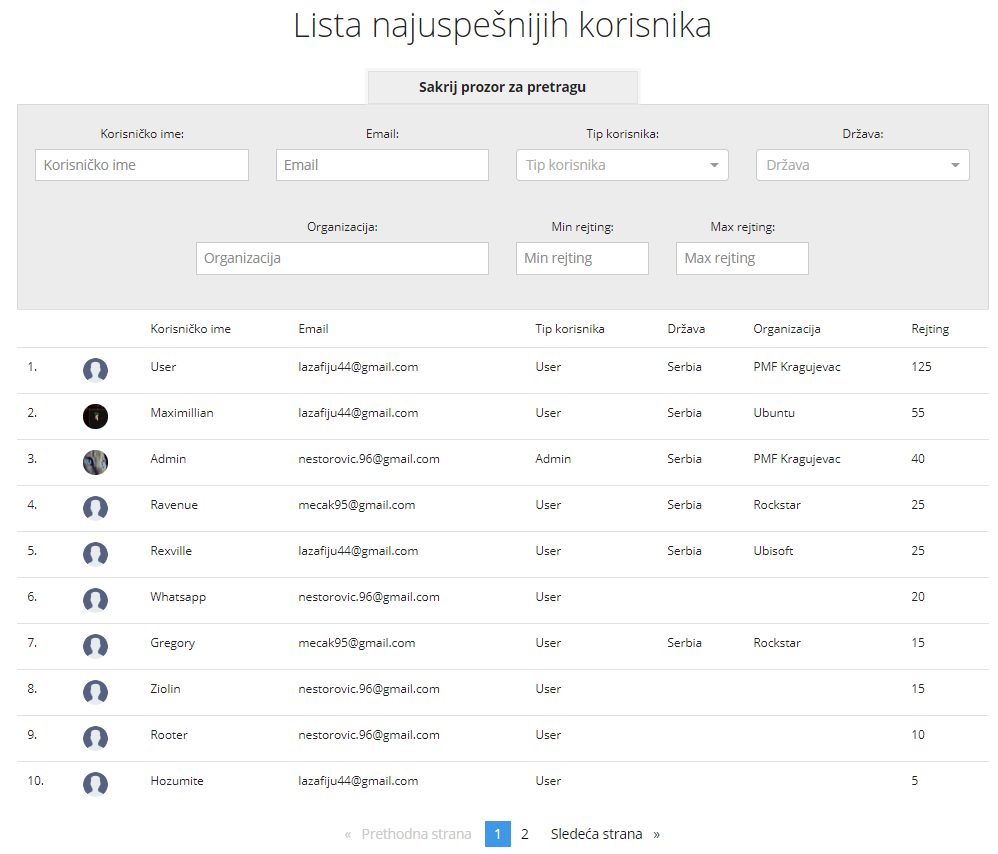 Lista najuspešnijih korisnika
Sakrij prozor za pretragu
Korisničko ime: Email: Tip korisnika: Država:
Korisničko ime Email Tip korisnika Država
Organizacija: Min rejting: Max rejting:
Organizacija Min rejting Max rejting
Korisničko ime Email Tip korisnika Država Organizacija Rejting
1. User lazafiju44@gmail.com User Serbia PMF Kragujevac 125
2. Maximillian lazafiju44@gmail.com User Serbia Ubuntu 55
3. Admin nestorovic.96@gmail.com Admin Serbia PMF Kragujevac 40
4. Ravenue mecak95@gmail.com User Serbia Rockstar 25
5. Rexville lazafiju44@gmail.com User Serbia Ubisoft 25
6. Whatsapp nestorovic.96@gmail.com User 20
7. Gregory mecak95@gmail.com User Serbia Rockstar 15
8. Ziolin nestorovic.96@gmail.com User 15
9. Rooter nestorovic.96@gmail.com User 10
10. Hozumite lazafiju44@gmail.com User 5
« Prethodna strana 1 2 Sledeća strana »